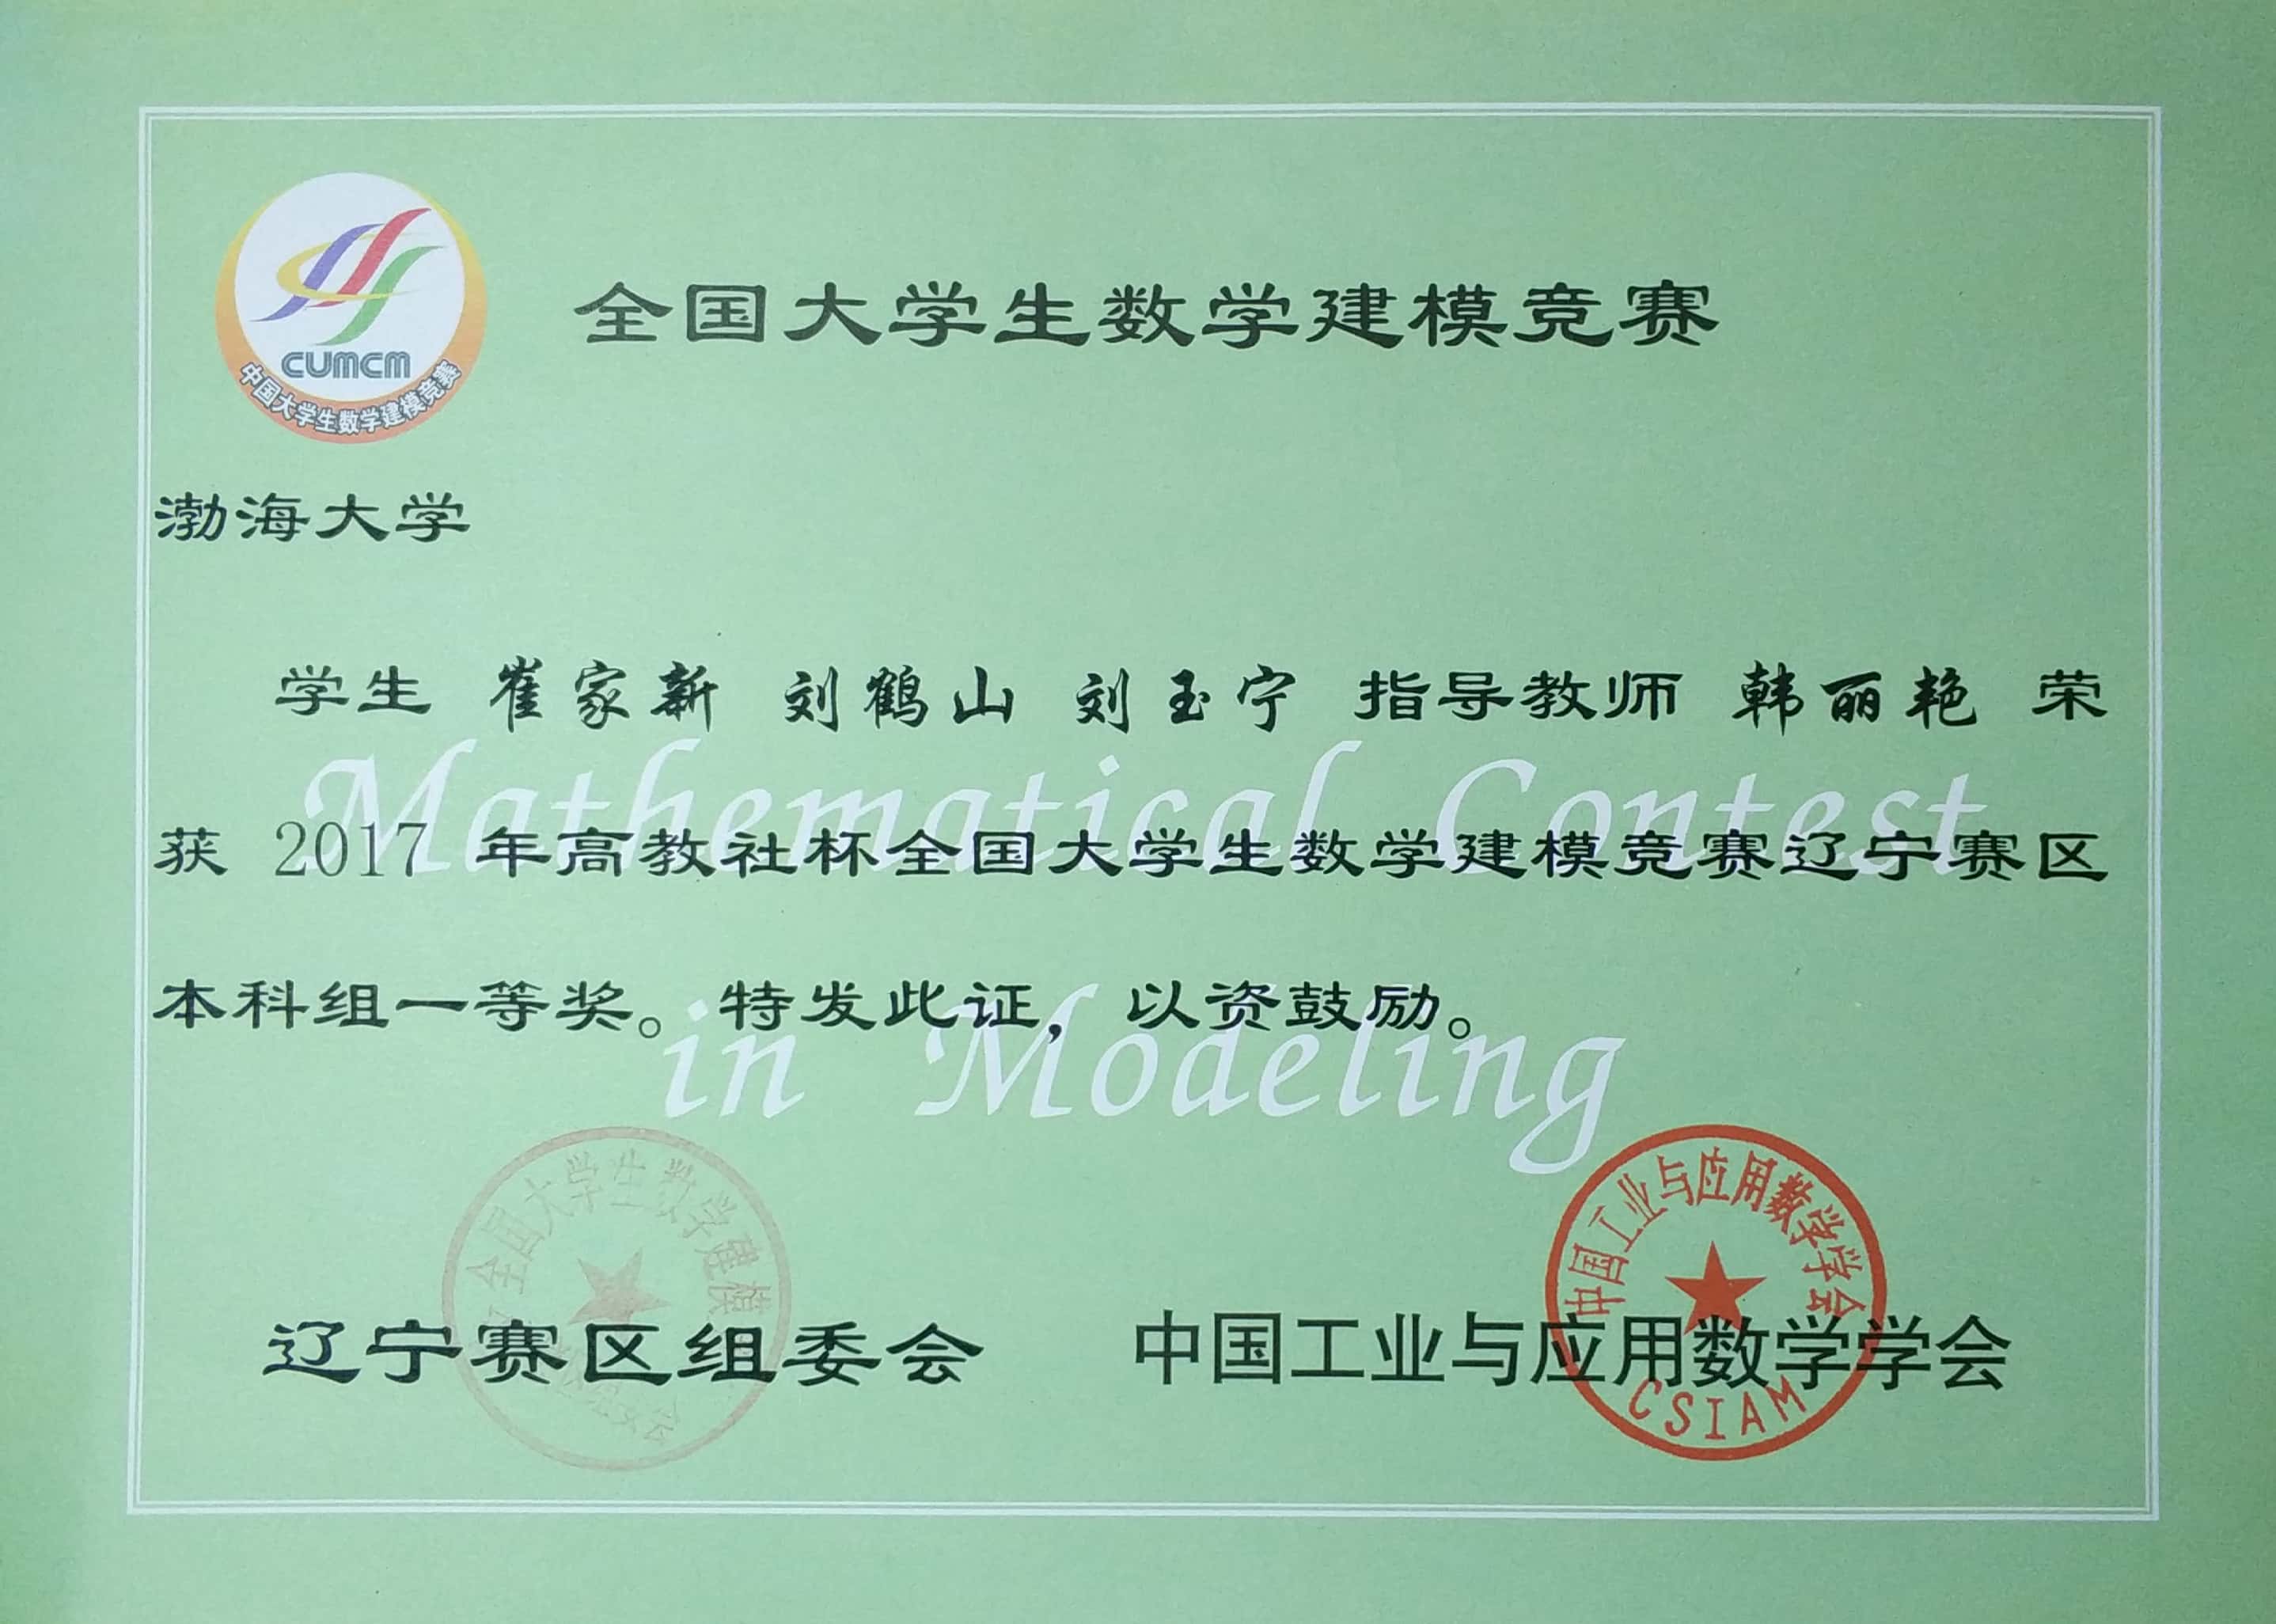 CUMCM
中国大学生数学建模竞赛
全国大学生数学建模竞赛
渤海大学
学生 崔家新 刘鹤山 刘玉宁 指导教师 韩丽艳 荣
获 2017 年高教社杯全国大学生数学建模竞赛辽宁赛区
本科组一等奖。特发此证，以资鼓励。
Mathematical Contest
in Modeling
全国大学生数学建模
辽宁赛区组委会
中国工业与应用数学学会
中国工业与应用数学学会
CSIAM